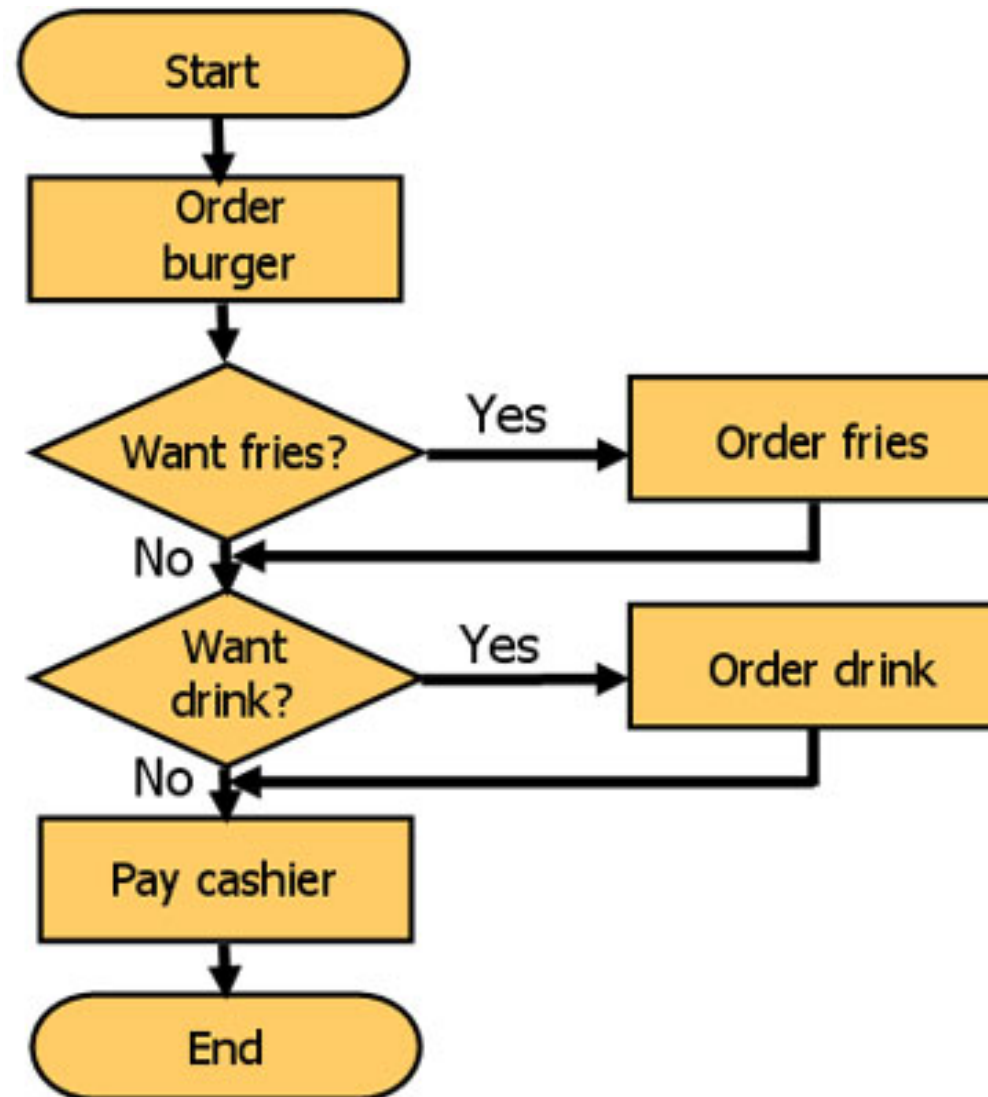 Start
Order
burger
Want fries?
Yes
Order fries
No
Want
drink?
Yes
Order drink
No
Pay cashier
End